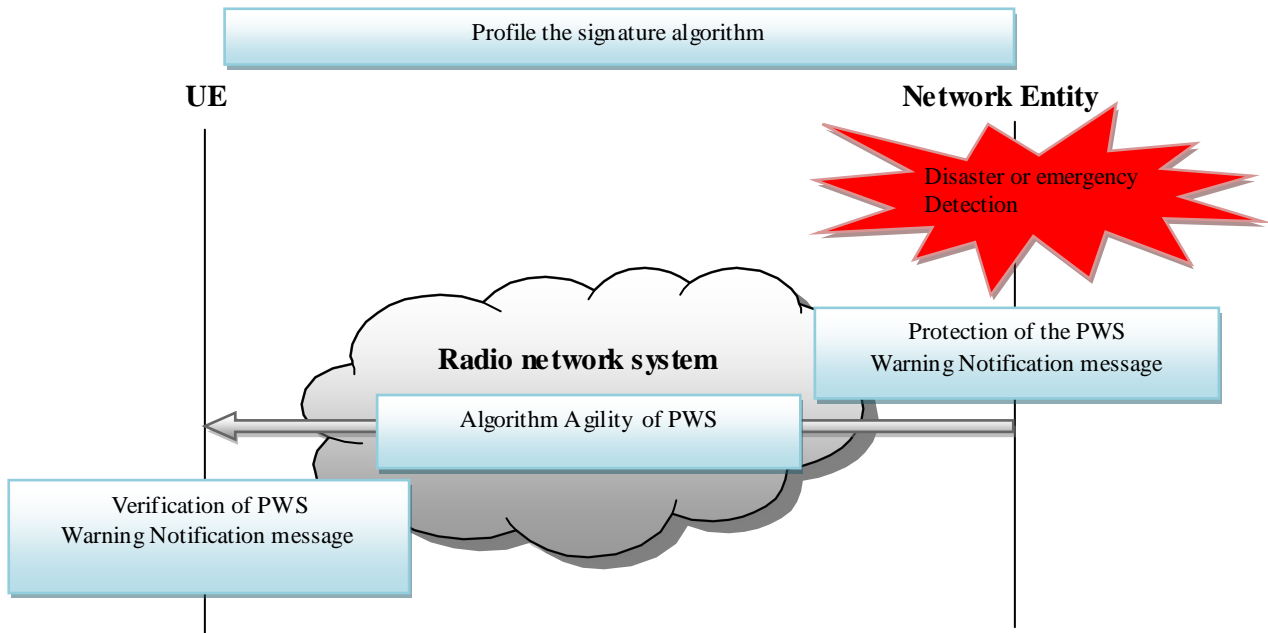 Profile the signature algorithm
UE
Network Entity
Disaster or emergency
Detection
Protection of the PWS
Warning Notification message
Radio network system
Algorithm Agility of PWS
Verification of PWS
Warning Notification message